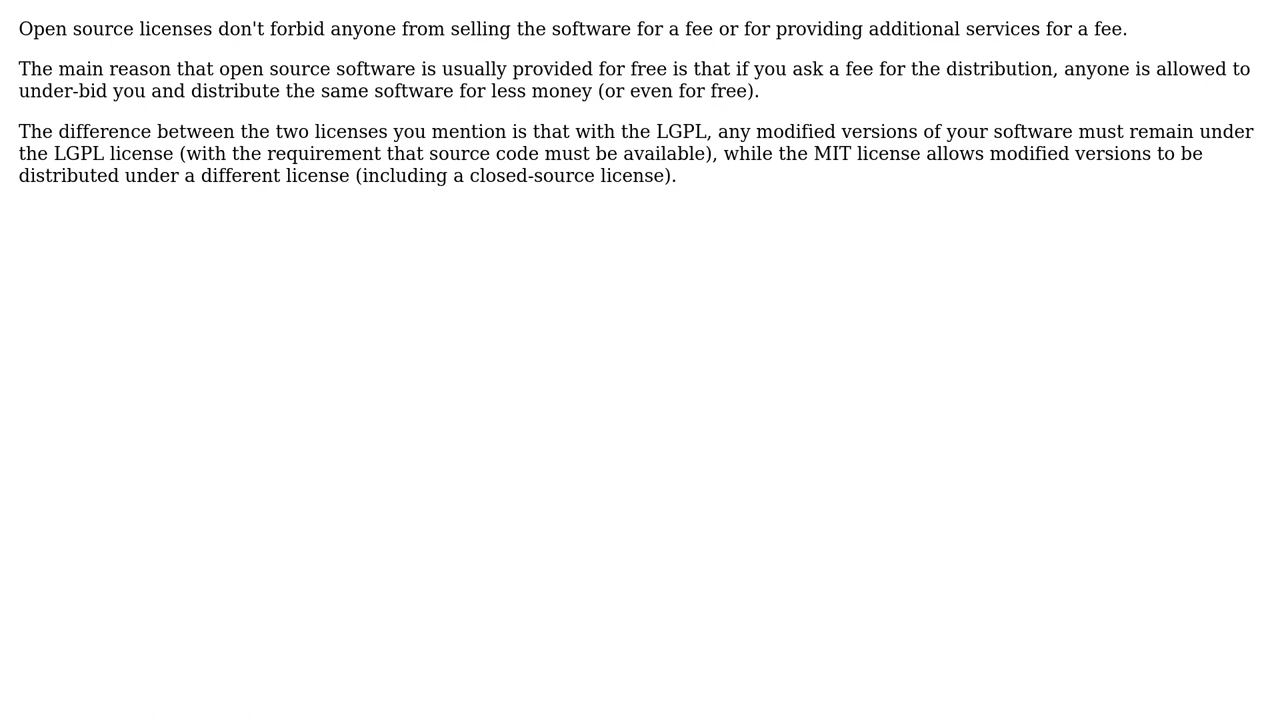 Open source licenses don't forbid anyone from selling the software for a fee or for providing additional services for a fee.
The main reason that open source software is usually provided for free is that if you ask a fee for the distribution, anyone is allowed to
under-bid you and distribute the same software for less money (or even for free).
The difference between the two licenses you mention is that with the LGPL, any modified versions of your software must remain under
the LGPL license (with the requirement that source code must be available), while the MIT license allows modified versions to be
distributed under a different license (including a closed-source license).